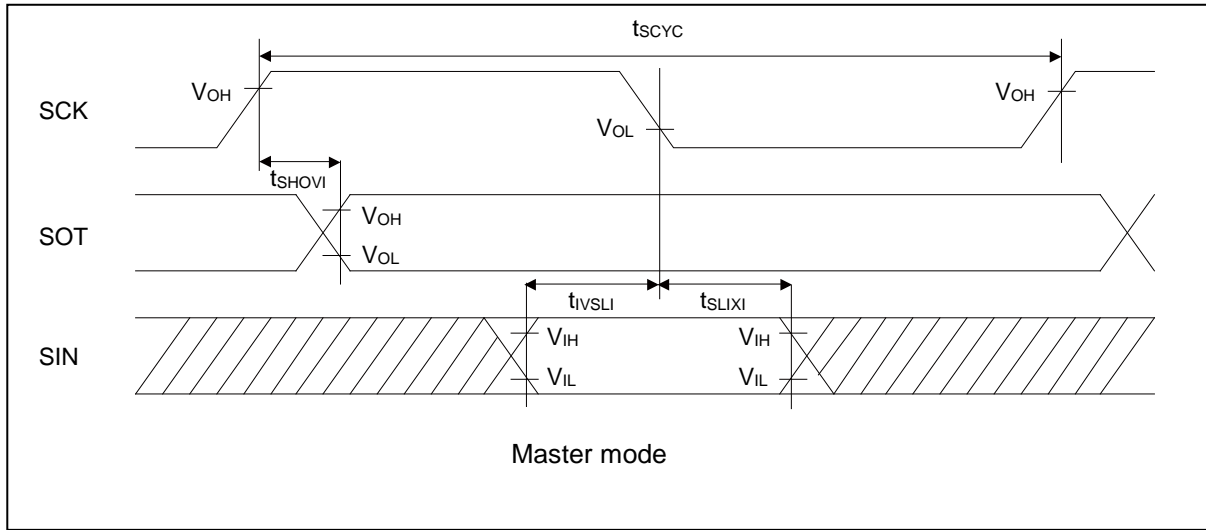 tSCYC
SCK
VOH
VOL
VOH
tSHOVI
SOT
VOH
VOL
tIVSLI
tSLIXI
SIN
VIH
VIL
VIH
VIL
Master mode